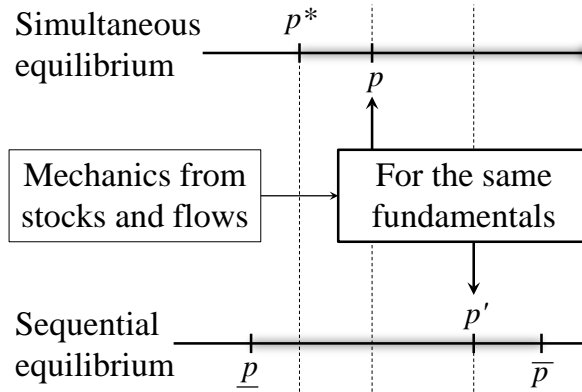 Simultaneous
equilibrium
p*
p
Mechanics from
stocks and flows
For the same
fundamentals
Sequential
equilibrium
p'
p
p